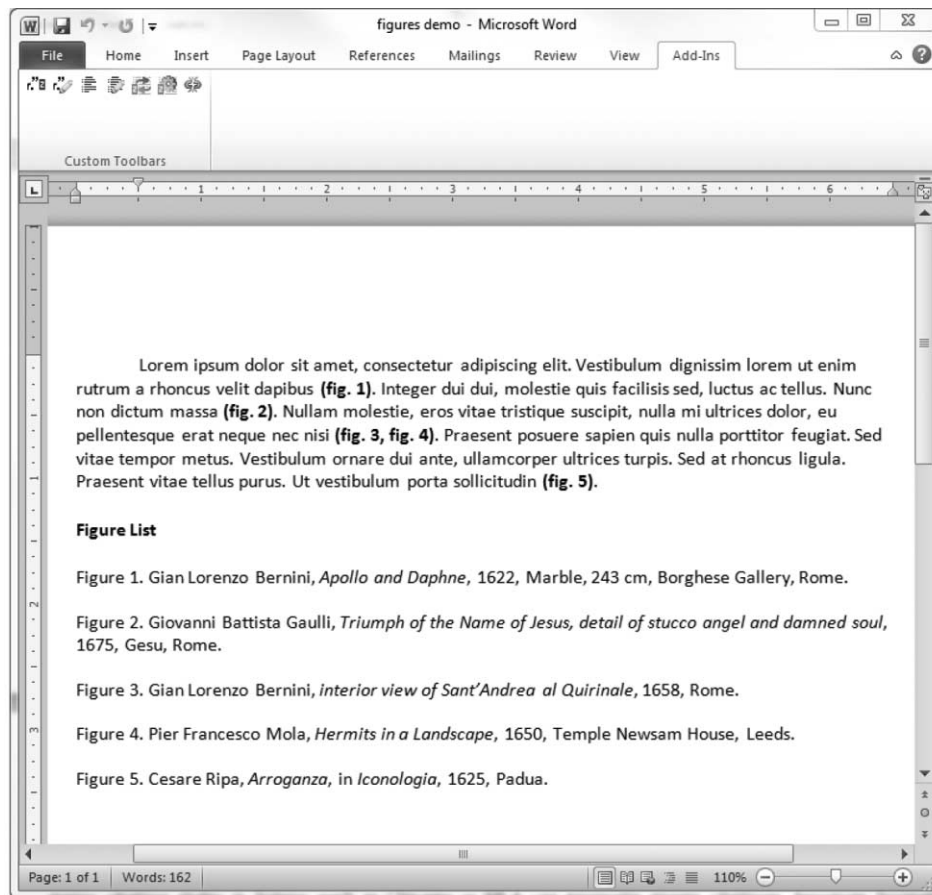 figures demo - Microsoft Word
File Home Insert Page Layout References Mailings Review View Add-Ins
Custom Toolbars
1 2 3 4 5 6
Lorem ipsum dolor sit amet, consectetur adipiscing elit. Vestibulum dignissim lorem ut enim
rutrum a rhoncus velit dapibus (fig. 1). Integer dui dui, molestie quis facilisis sed, luctus ac tellus. Nunc
non dictum massa (fig. 2). Nullam molestie, eros vitae tristique suscipit, nulla mi ultrices dolor, eu
pellentesque erat neque nec nisi (fig. 3, fig. 4). Praesent posuere sapien quis nulla porttitor feugiat. Sed
vitae tempor metus. Vestibulum ornare dui ante, ullamcorper ultrices turpis. Sed at rhoncus ligula.
Praesent vitae tellus purus. Ut vestibulum porta sollicitudin (fig. 5).
Figure List
Figure 1. Gian Lorenzo Bernini, Apollo and Daphne, 1622, Marble, 243 cm, Borghese Gallery, Rome.
Figure 2. Giovanni Battista Gaulli, Triumph of the Name of Jesus, detail of stucco angel and damned soul,
1675, Gesu, Rome.
Figure 3. Gian Lorenzo Bernini, interior view of Sant'Andrea al Quirinale, 1658, Rome.
Figure 4. Pier Francesco Mola, Hermits in a Landscape, 1650, Temple Newsam House, Leeds.
Figure 5. Cesare Ripa, Arroganza, in Iconologia, 1625, Padua.
Page: 1 of 1 Words: 162 110%